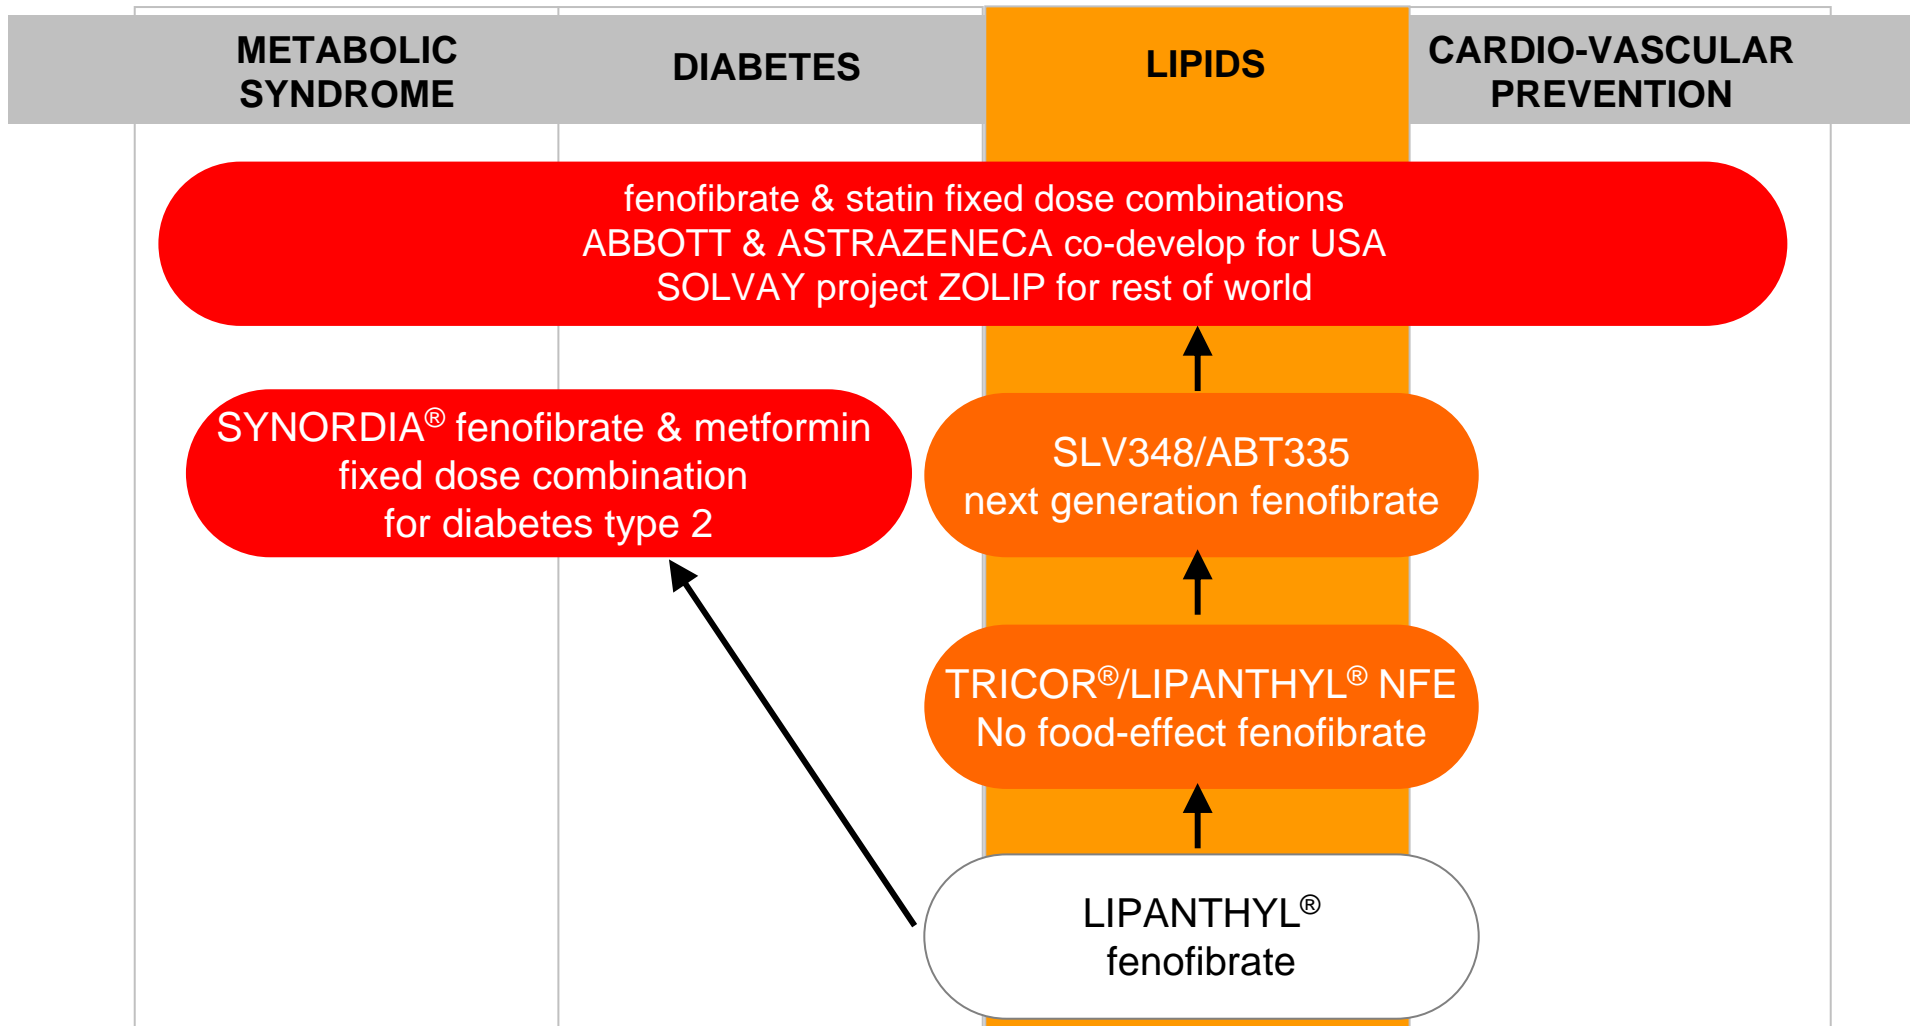 METABOLIC
SYNDROME
DIABETES
LIPIDS
CARDIO-VASCULAR
PREVENTION
fenofibrate & statin fixed dose combinations
ABBOTT & ASTRAZENECA co-develop for USA
SOLVAY project ZOLIP for rest of world
SYNORDIA® fenofibrate & metformin
fixed dose combination
for diabetes type 2
SLV348/ABT335
next generation fenofibrate
TRICOR®/LIPANTHYL® NFE
No food-effect fenofibrate
LIPANTHYL®
fenofibrate